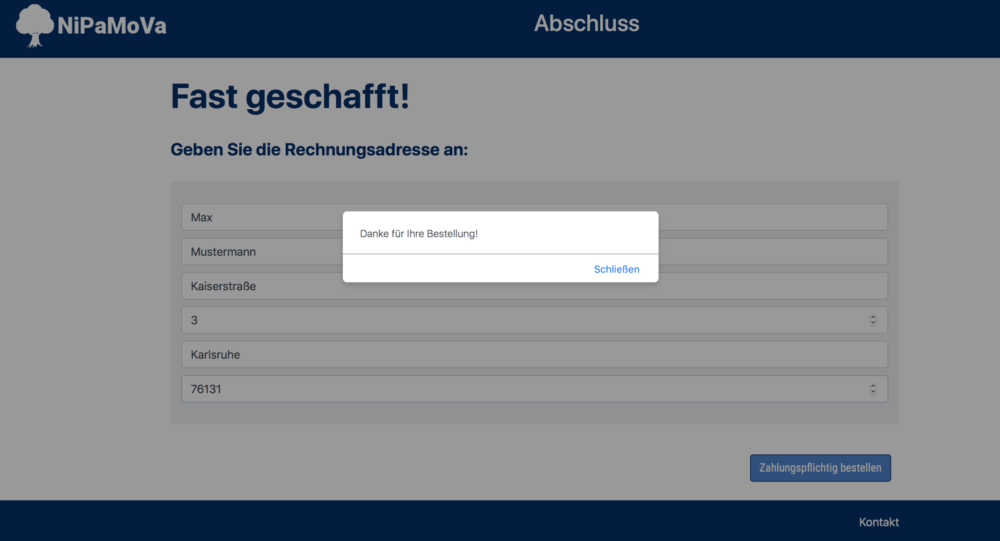 NiPaMoVa
Abschluss
Fast geschafft!
Geben Sie die Rechnungsadresse an:
Max
Mustermann
Kaiserstraße
3
Karlsruhe
76131
Danke für Ihre Bestellung!
Schließen
Zahlungspflichtig bestellen
Kontakt